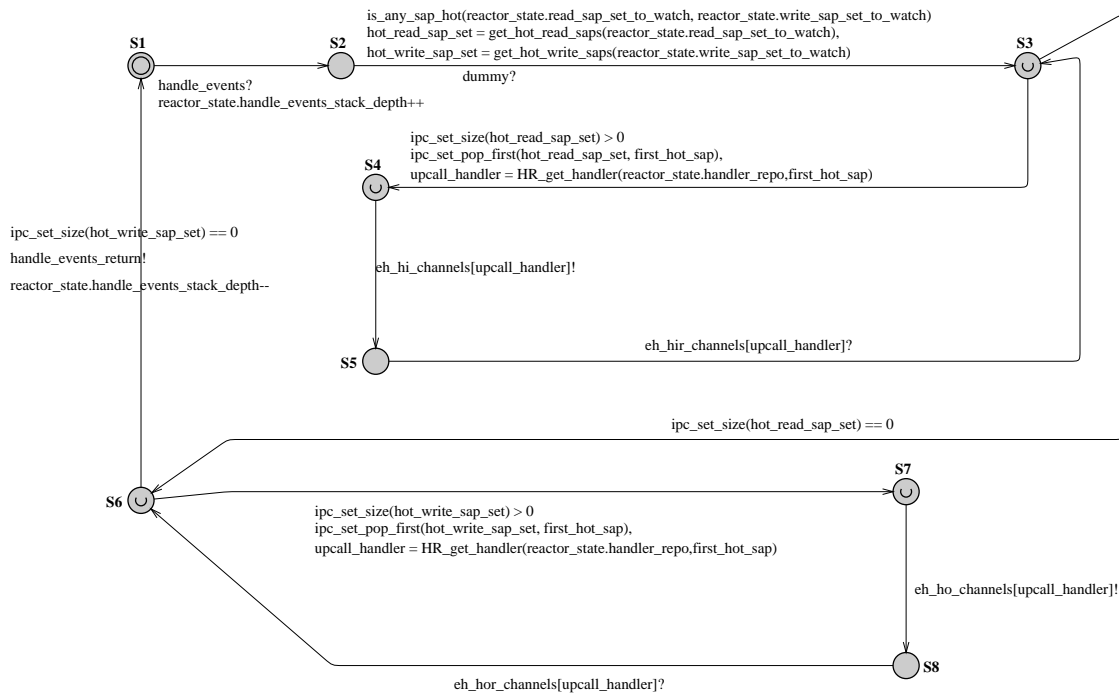 is_any_sap_hot(reactor_state.read_sap_set_to_watch, reactor_state.write_sap_set_to_watch)
hot_read_sap_set = get_hot_read_saps(reactor_state.read_sap_set_to_watch),
hot_write_sap_set = get_hot_write_saps(reactor_state.write_sap_set_to_watch)
S1
S2
S3
dummy?
handle_events?
reactor_state.handle_events_stack_depth++
ipc_set_size(hot_read_sap_set) > 0
ipc_set_pop_first(hot_read_sap_set, first_hot_sap),
upcall_handler = HR_get_handler(reactor_state.handler_repo,first_hot_sap)
S4
ipc_set_size(hot_write_sap_set) == 0
handle_events_return!
reactor_state.handle_events_stack_depth--
eh_hi_channels[upcall_handler]!
S5
eh_hir_channels[upcall_handler]?
ipc_set_size(hot_read_sap_set) == 0
S6
S7
ipc_set_size(hot_write_sap_set) > 0
ipc_set_pop_first(hot_write_sap_set, first_hot_sap),
upcall_handler = HR_get_handler(reactor_state.handler_repo,first_hot_sap)
eh_ho_channels[upcall_handler]!
S8
eh_hor_channels[upcall_handler]?